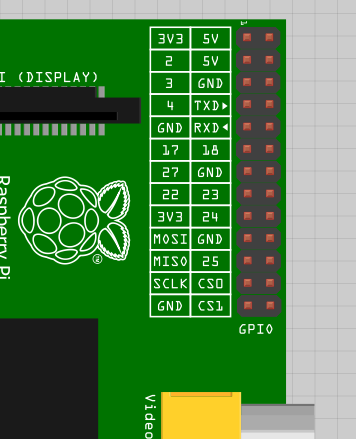 3V3 5V
2 5V
I (DISPLAY)
3 GND
4 TXD▸
GND RXD◂
17 18
27 GND
22 23
3V3 24
MOSI GND
MISO 25
SCLK CS0
GND CS1
Raspberry Pi
®
GPIO
Video